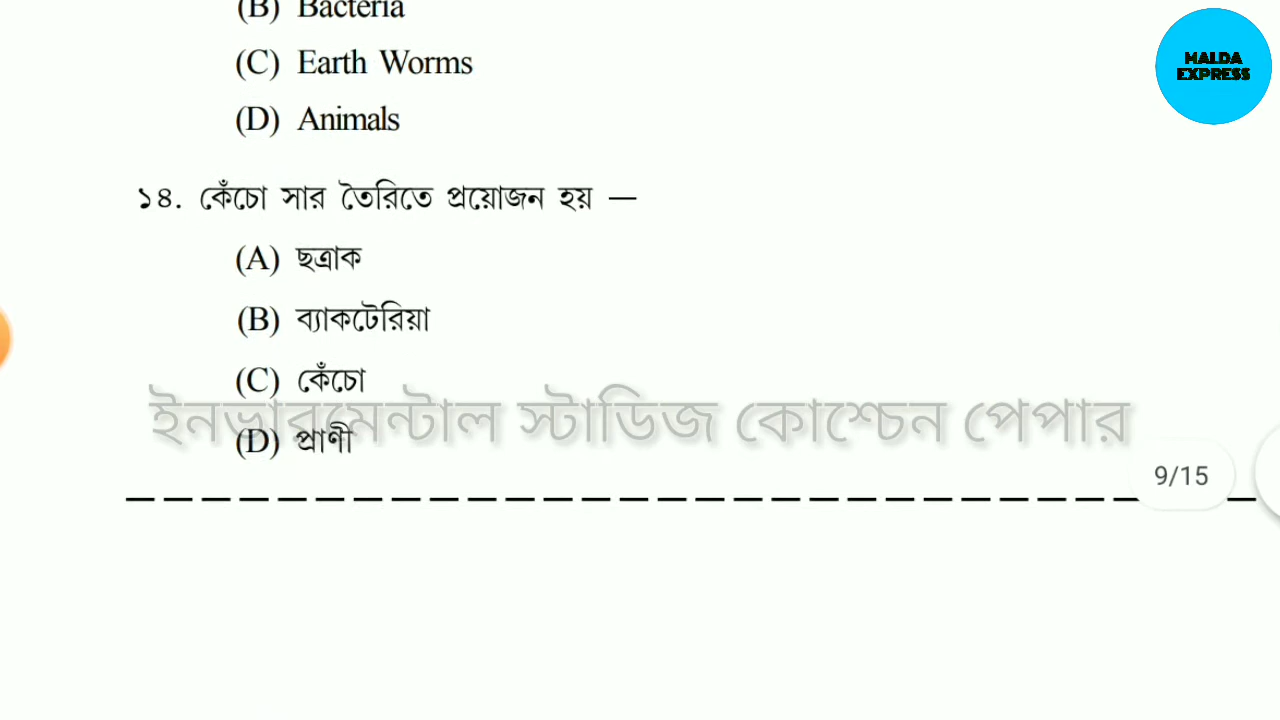 (B) Bacteria
(C) Earth Worms
(D) Animals
MALDA
EXPRESS
১৪. কেঁচো সার তৈরিতে প্রয়োজন হয় —
(A) ছত্রাক
(B) ব্যাকটেরিয়া
(C) কেঁচো
ইনভারমেন্টাল স্টাডিজ কোশ্চেন পেপার
(D) প্রাণী
9/15